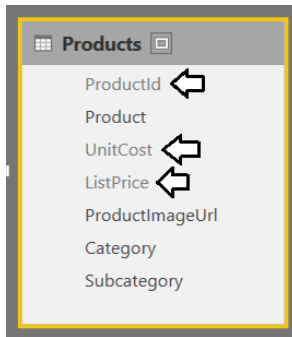 Products
ProductId
Product
UnitCost
ListPrice
ProductImageUrl
Category
Subcategory